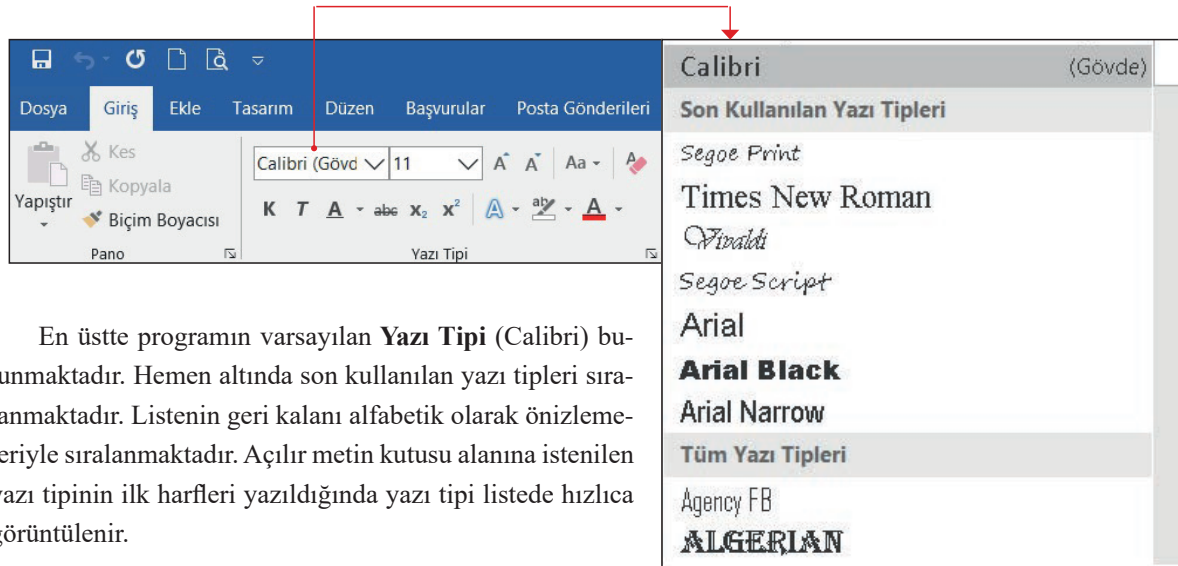 Dosya Giriş Ekle Tasarım Düzen Başvurular Posta Gönderileri
Yapıştır
Kes
Kopyala
Biçim Boyacısı
Pano
Calibri (Gövd 11 A A Aa A
K T A abc x₂ x² A aby A
Yazı Tipi
Calibri (Gövde)
Son Kullanılan Yazı Tipleri
Segoe Print
Times New Roman
Vivaldi
Segoe Script
Arial
Arial Black
Arial Narrow
Tüm Yazı Tipleri
Agency FB
ALGERIAN
En üstte programın varsayılan Yazı Tipi (Calibri) bu-
unmaktadır. Hemen altında son kullanılan yazı tipleri sıra-
anmaktadır. Listenin geri kalanı alfabetik olarak önizleme-
eriyle sıralanmaktadır. Açılır metin kutusu alanına istenilen
yazı tipinin ilk harfleri yazıldığında yazı tipi listede hızlıca
görüntülenir.